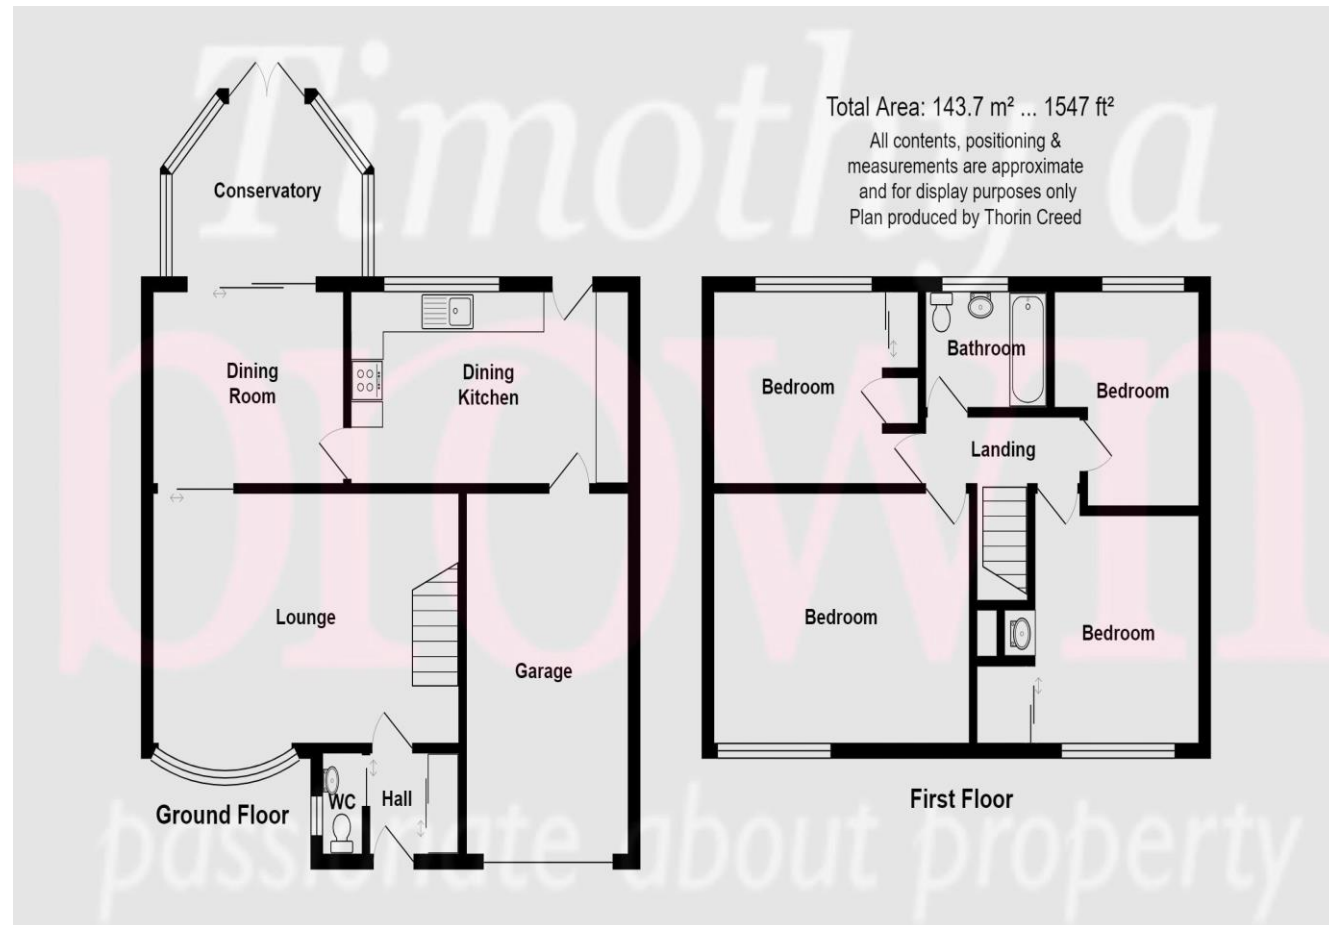 Timothy a
brown
passionate about property
Total Area: 143.7 m² ... 1547 ft²
All contents, positioning &
measurements are approximate
and for display purposes only
Plan produced by Thorin Creed
Conservatory
Dining
Room
Dining
Kitchen
Lounge
Garage
WC
Hall
Ground Floor
Bedroom
Bathroom
Bedroom
Landing
Bedroom
Bedroom
First Floor